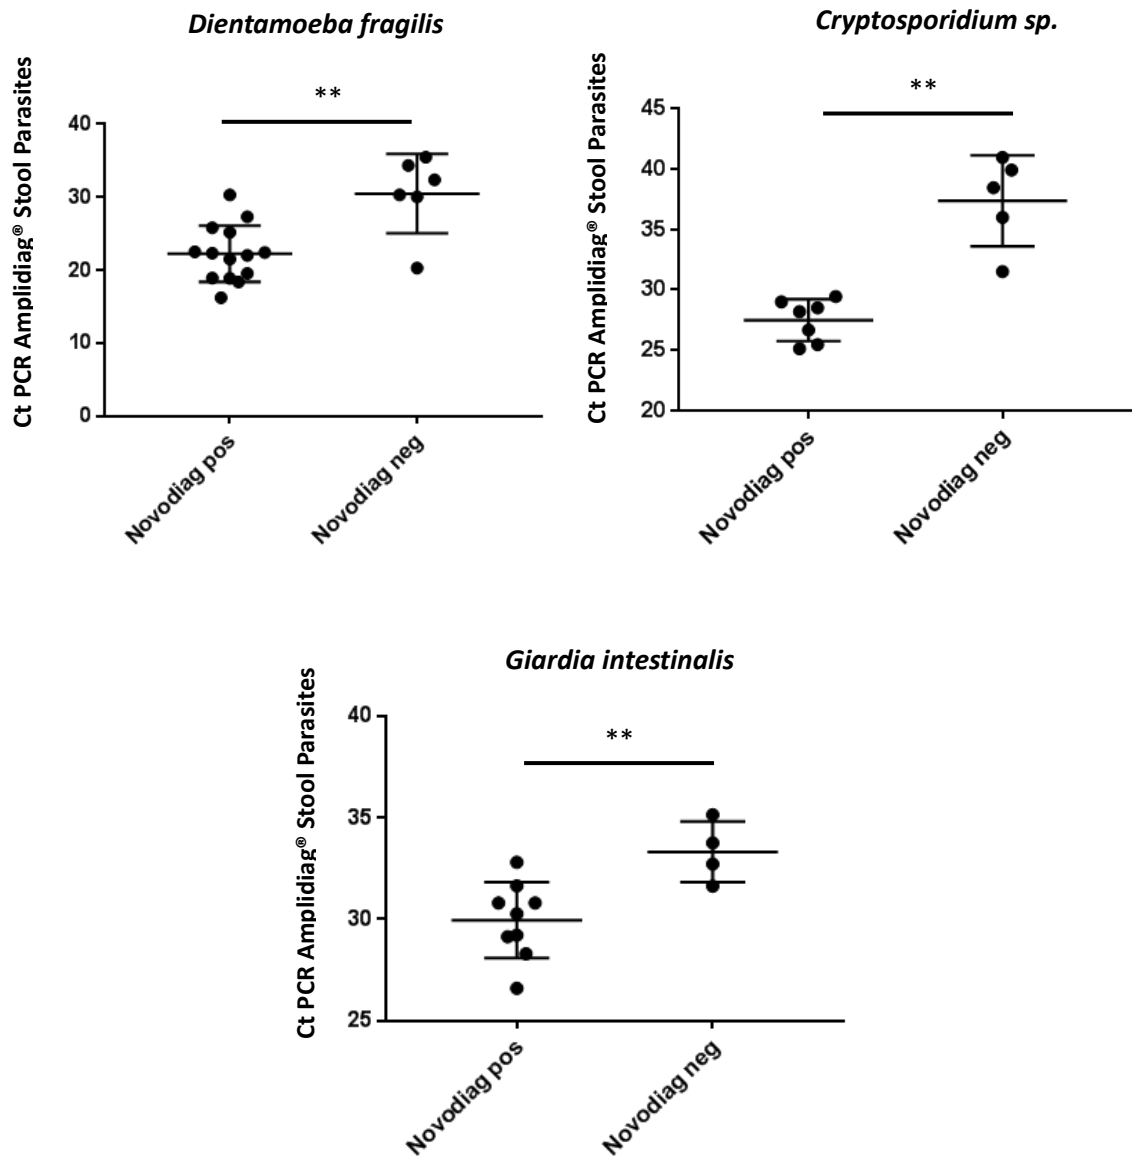 Dientamoeba fragilis
Ct PCR Amplidiag® Stool Parasites
**
40
30
20
10
0
Novodiag pos
Novodiag neg
Cryptosporidium sp.
Ct PCR Amplidiag® Stool Parasites
**
45
40
35
30
25
20
Novodiag pos
Novodiag neg
Giardia intestinalis
Ct PCR Amplidiag® Stool Parasites
**
40
35
30
25
Novodiag pos
Novodiag neg